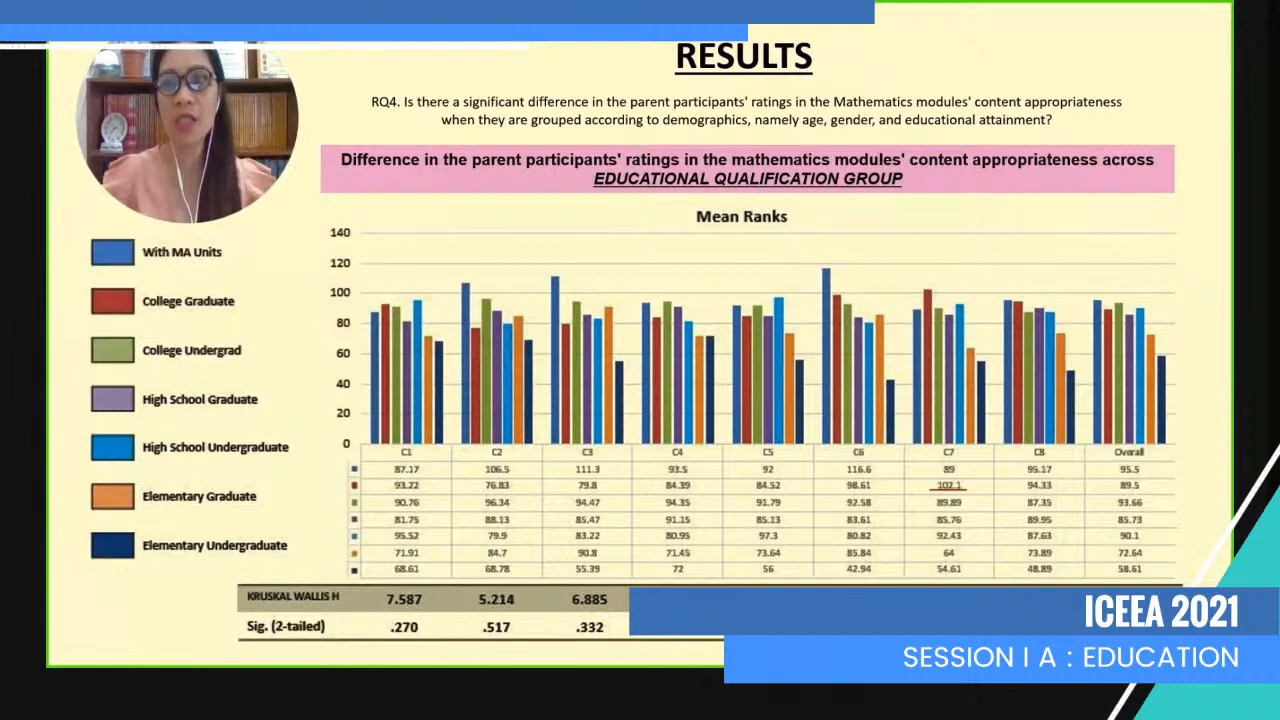 RESULTS
RQ4. Is there a significant difference in the parent participants' ratings in the Mathematics modules' content appropriateness
when they are grouped according to demographics, namely age, gender, and educational attainment?
Difference in the parent participants' ratings in the mathematics modules' content appropriateness across
EDUCATIONAL QUALIFICATION GROUP
Mean Ranks
With MA Units
College Graduate
College Undergrad
High School Graduate
High School Undergraduate
Elementary Graduate
Elementary Undergraduate
140
120
100
80
60
40
20
0
C1 C2 C3 C4 C5 C6 C7 C8 Overall
87.17 106.5 111.3 93.5 92 116.6 89 95.17 95.5
93.22 76.83 79.8 84.39 84.52 98.61 102.1 94.33 89.5
90.76 96.34 94.47 94.35 91.79 92.58 89.89 87.35 93.66
81.75 88.13 85.47 91.15 85.13 83.61 85.76 89.95 85.73
95.52 79.9 83.22 80.95 97.3 80.82 92.43 87.63 90.1
71.91 84.7 90.8 71.45 73.64 85.84 64 73.89 72.64
68.61 68.78 55.39 72 56 42.94 54.61 48.89 58.61
KRUSKAL WALLIS H 7.587 5.214 6.885
Sig. (2-tailed) .270 .517 .332
ICEEA 2021
SESSION I A : EDUCATION